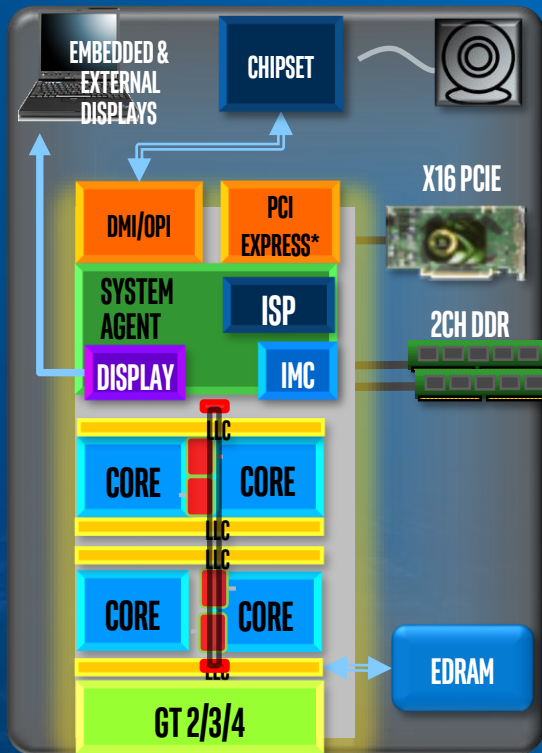 EMBEDDED &
EXTERNAL
DISPLAYS
CHIPSET
X16 PCIE
DMI/OPI
PCI
EXPRESS*
SYSTEM
AGENT
ISP
2CH DDR
DISPLAY
IMC
LLC
CORE
CORE
LLC
LLC
CORE
CORE
LLC
EDRAM
GT 2/3/4